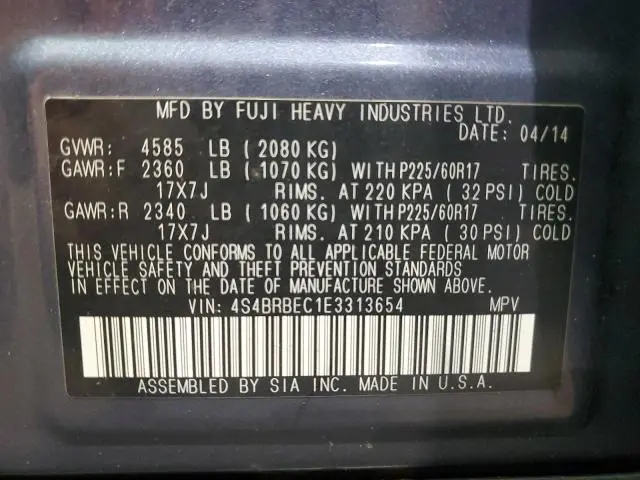 MFD BY FUJI HEAVY INDUSTRIES LTD.
DATE: 04/14
GVWR: 4585 LB ( 2080 KG)
GAWR:F 2360 LB ( 1070 KG) WITH P225/60R17 TIRES.
17X7J RIMS. AT 220 KPA ( 32 PSI) COLD
GAWR:R 2340 LB ( 1060 KG) WITH P225/60R17 TIRES.
17X7J RIMS. AT 210 KPA ( 30 PSI) COLD
THIS VEHICLE CONFORMS TO ALL APPLICABLE FEDERAL MOTOR
VEHICLE SAFETY AND THEFT PREVENTION STANDARDS
IN EFFECT ON THE DATE OF MANUFACTURE SHOWN ABOVE.
VIN: 4S4BRBEC1E3313654 MPV
ASSEMBLED BY SIA INC. MADE IN U.S.A.